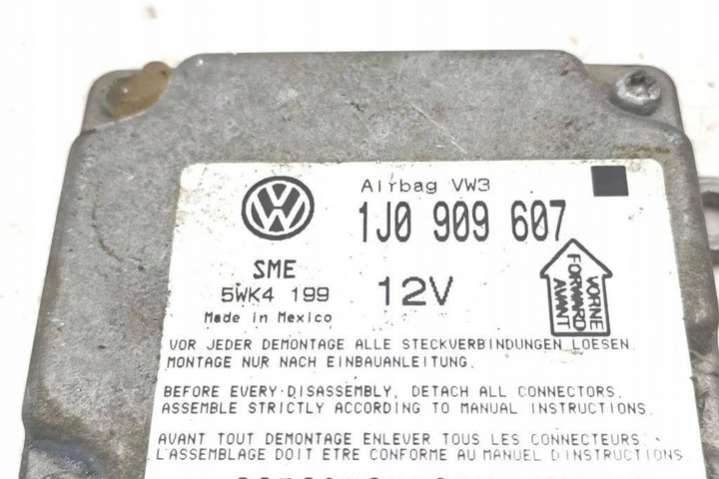 Airbag VW3
1J0 909 607
SME
5WK4 199
12V
Made in Mexico
VORNE
FORWARD
AVANT
VOR JEDER DEMONTAGE ALLE STECKVERBINDUNGEN LOESEN.
MONTAGE NUR NACH EINBAUANLEITUNG.
BEFORE EVERY DISASSEMBLY, DETACH ALL CONNECTORS.
ASSEMBLE STRICTLY ACCORDING TO MANUAL INSTRUCTIONS.
AVANT TOUT DEMONTAGE ENLEVER TOUS LES CONNECTEURS.
L'ASSEMBLAGE DOIT ETRE CONFORME AU MANUEL D'INSTRUCTIONS